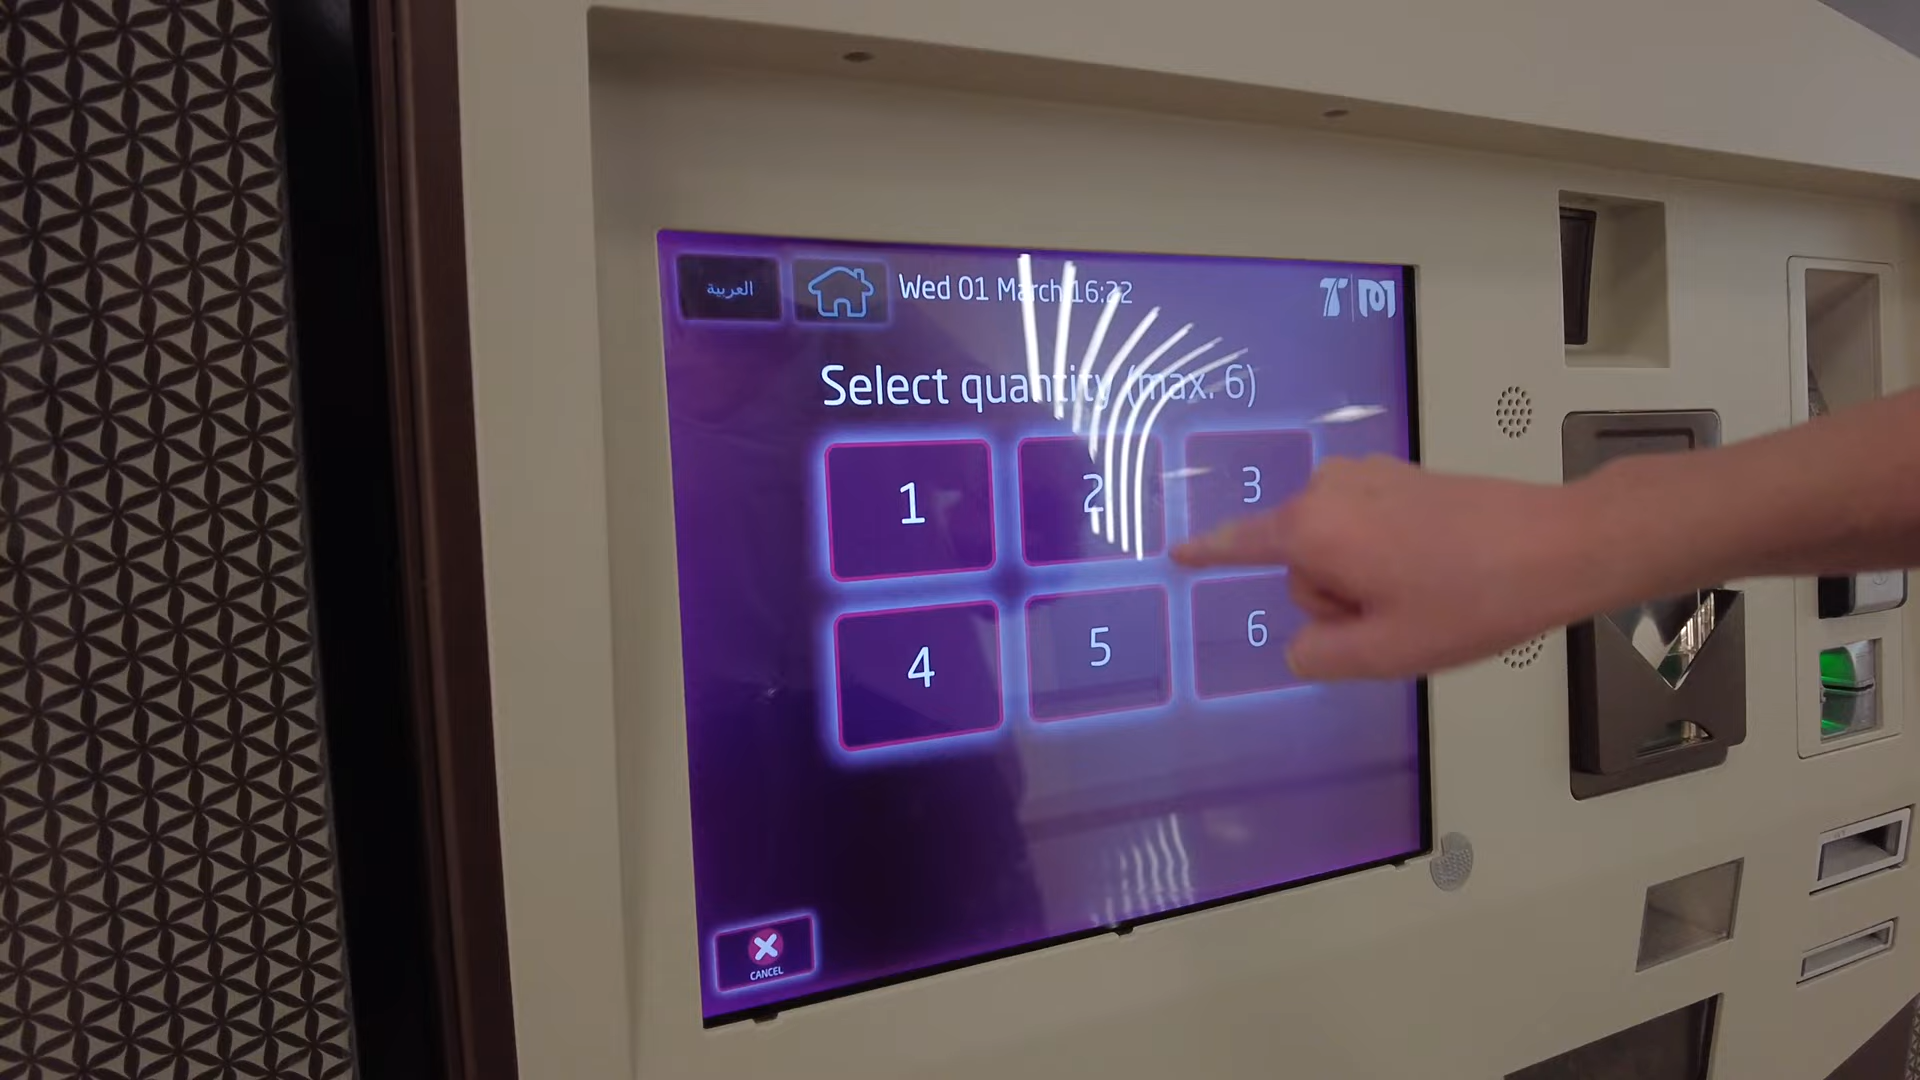 العربية
Wed 01 March 16:22
Select quantity (max. 6)
1 2 3
4 5 6
CANCEL